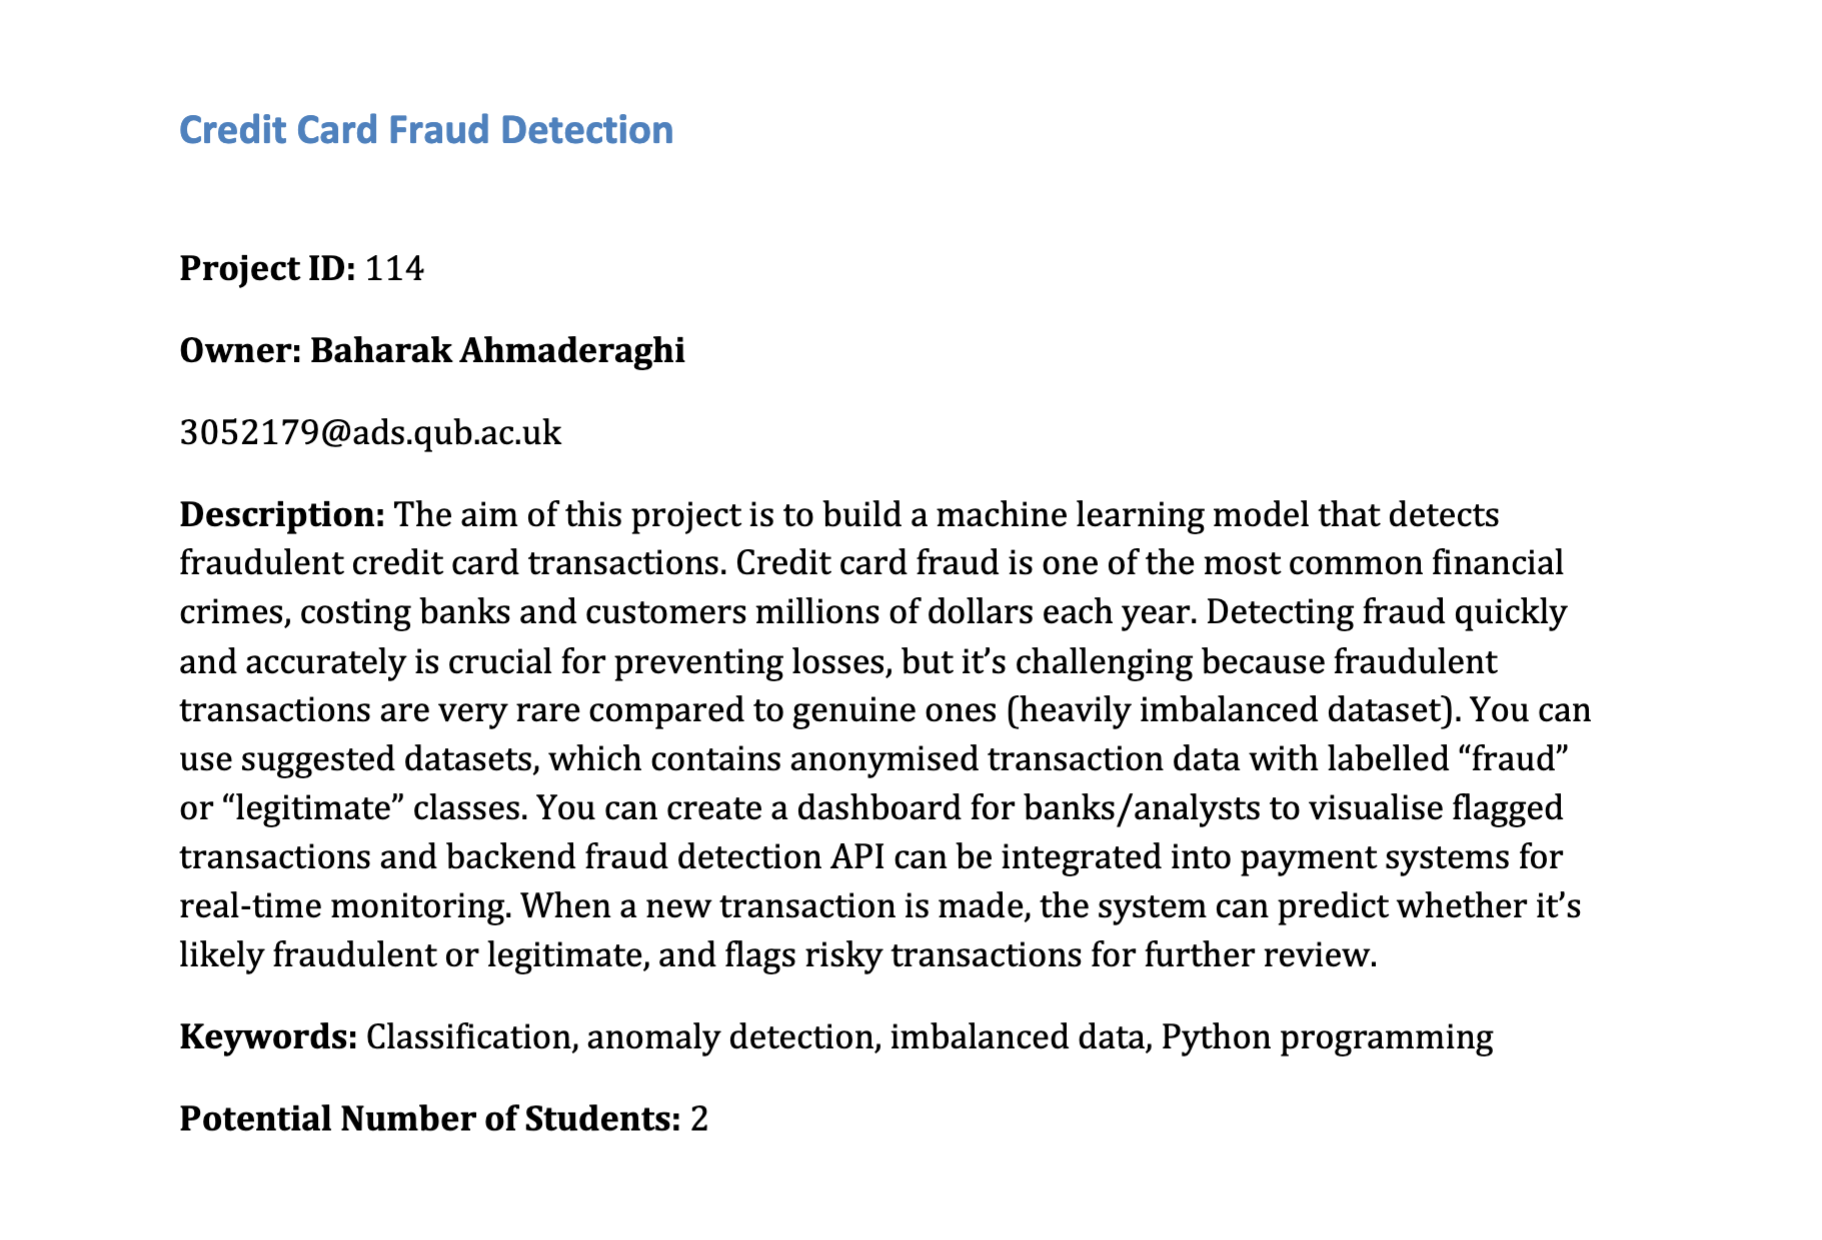 Credit Card Fraud Detection
Project ID: 114
Owner: Baharak Ahmaderaghi
3052179@ads.qub.ac.uk
Description: The aim of this project is to build a machine learning model that detects
fraudulent credit card transactions. Credit card fraud is one of the most common financial
crimes, costing banks and customers millions of dollars each year. Detecting fraud quickly
and accurately is crucial for preventing losses, but it’s challenging because fraudulent
transactions are very rare compared to genuine ones (heavily imbalanced dataset). You can
use suggested datasets, which contains anonymised transaction data with labelled “fraud”
or “legitimate” classes. You can create a dashboard for banks/analysts to visualise flagged
transactions and backend fraud detection API can be integrated into payment systems for
real-time monitoring. When a new transaction is made, the system can predict whether it’s
likely fraudulent or legitimate, and flags risky transactions for further review.
Keywords: Classification, anomaly detection, imbalanced data, Python programming
Potential Number of Students: 2